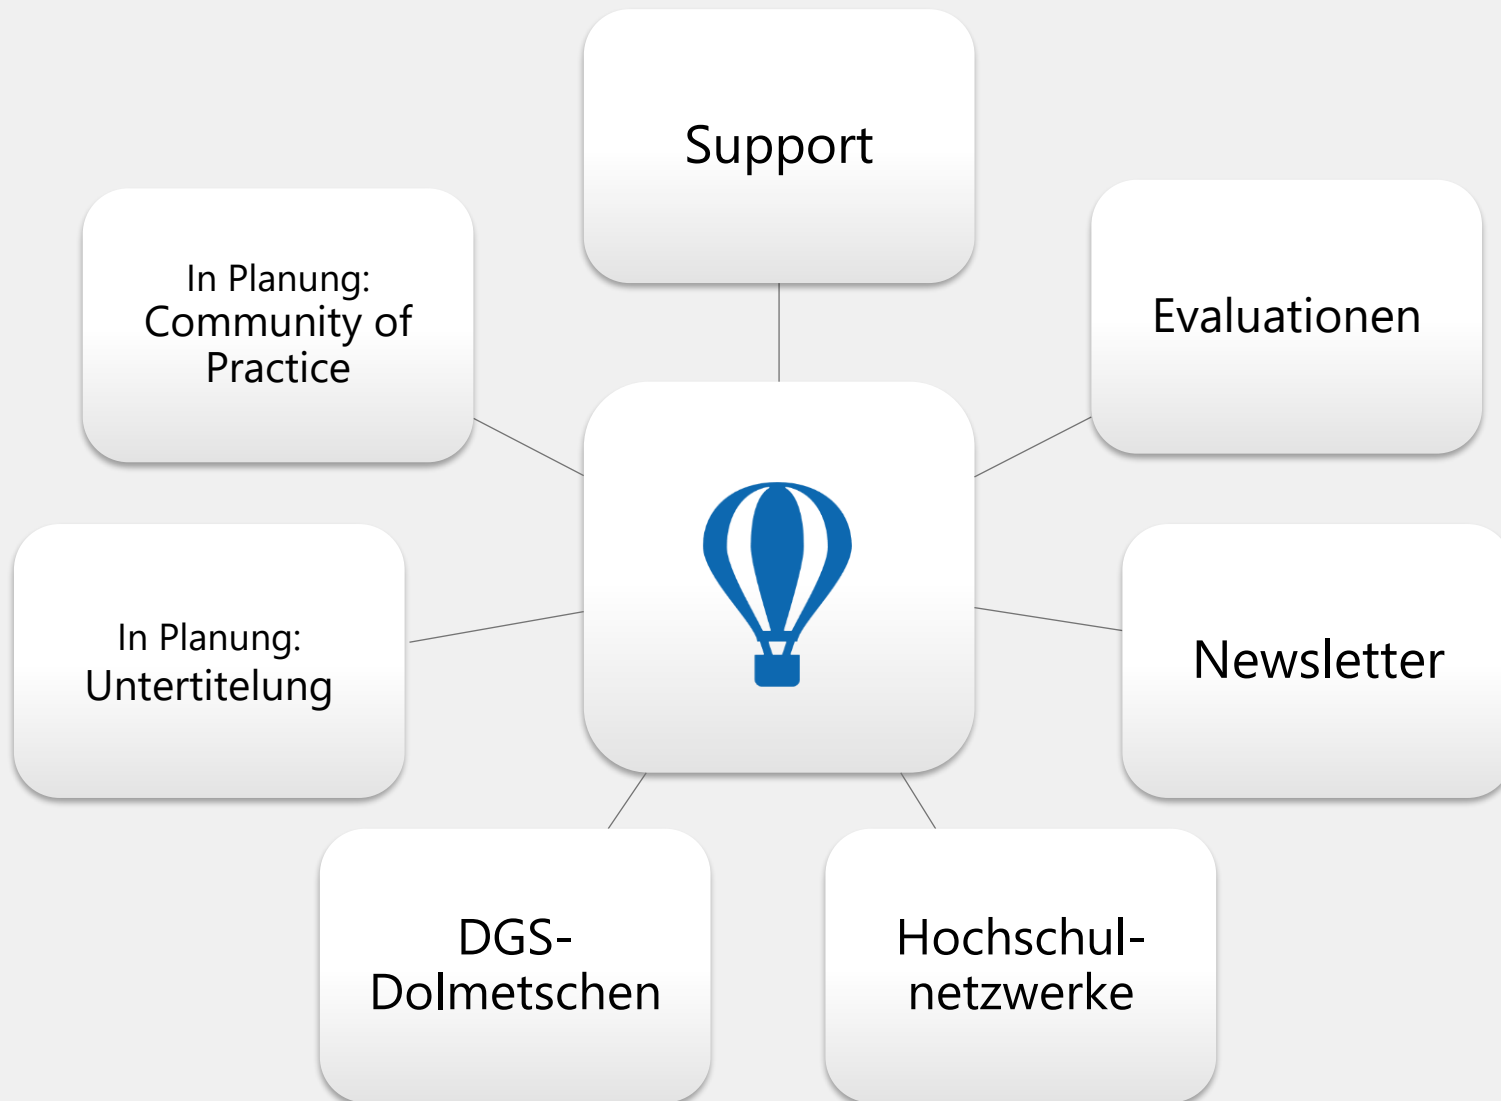 Support
Evaluationen
Newsletter
Hochschul-
netzwerke
DGS-
Dolmetschen
In Planung:
Untertitelung
In Planung:
Community of
Practice